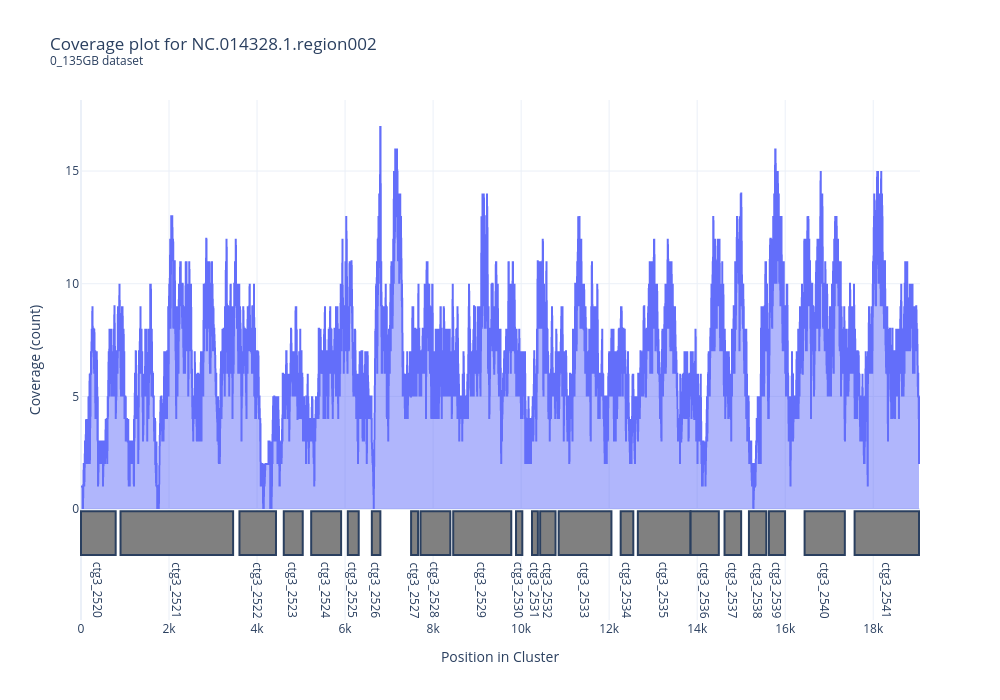 Coverage plot for NC.014328.1.region002
0_135GB dataset
Coverage (count)
15
10
5
0
ctg3_2520
ctg3_2521
ctg3_2522
ctg3_2523
ctg3_2524
ctg3_2525
ctg3_2526
ctg3_2527
ctg3_2528
ctg3_2529
ctg3_2530
ctg3_2531
ctg3_2532
ctg3_2533
ctg3_2534
ctg3_2535
ctg3_2536
ctg3_2537
ctg3_2538
ctg3_2539
ctg3_2540
ctg3_2541
0 2k 4k 6k 8k 10k 12k 14k 16k 18k
Position in Cluster